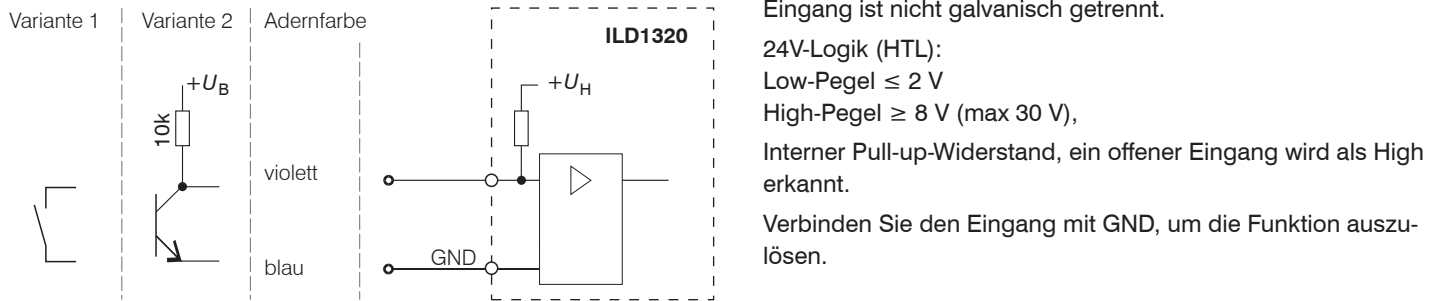 Variante 1
Variante 2
Adernfarbe
ILD1320
+U_B
+U_H
10k
violett
blau
GND
Eingang ist nicht galvanisch getrennt.
24V-Logik (HTL):
Low-Pegel ≤ 2 V
High-Pegel ≥ 8 V (max 30 V),
Interner Pull-up-Widerstand, ein offener Eingang wird als High
erkannt.
Verbinden Sie den Eingang mit GND, um die Funktion auszu-
lösen.